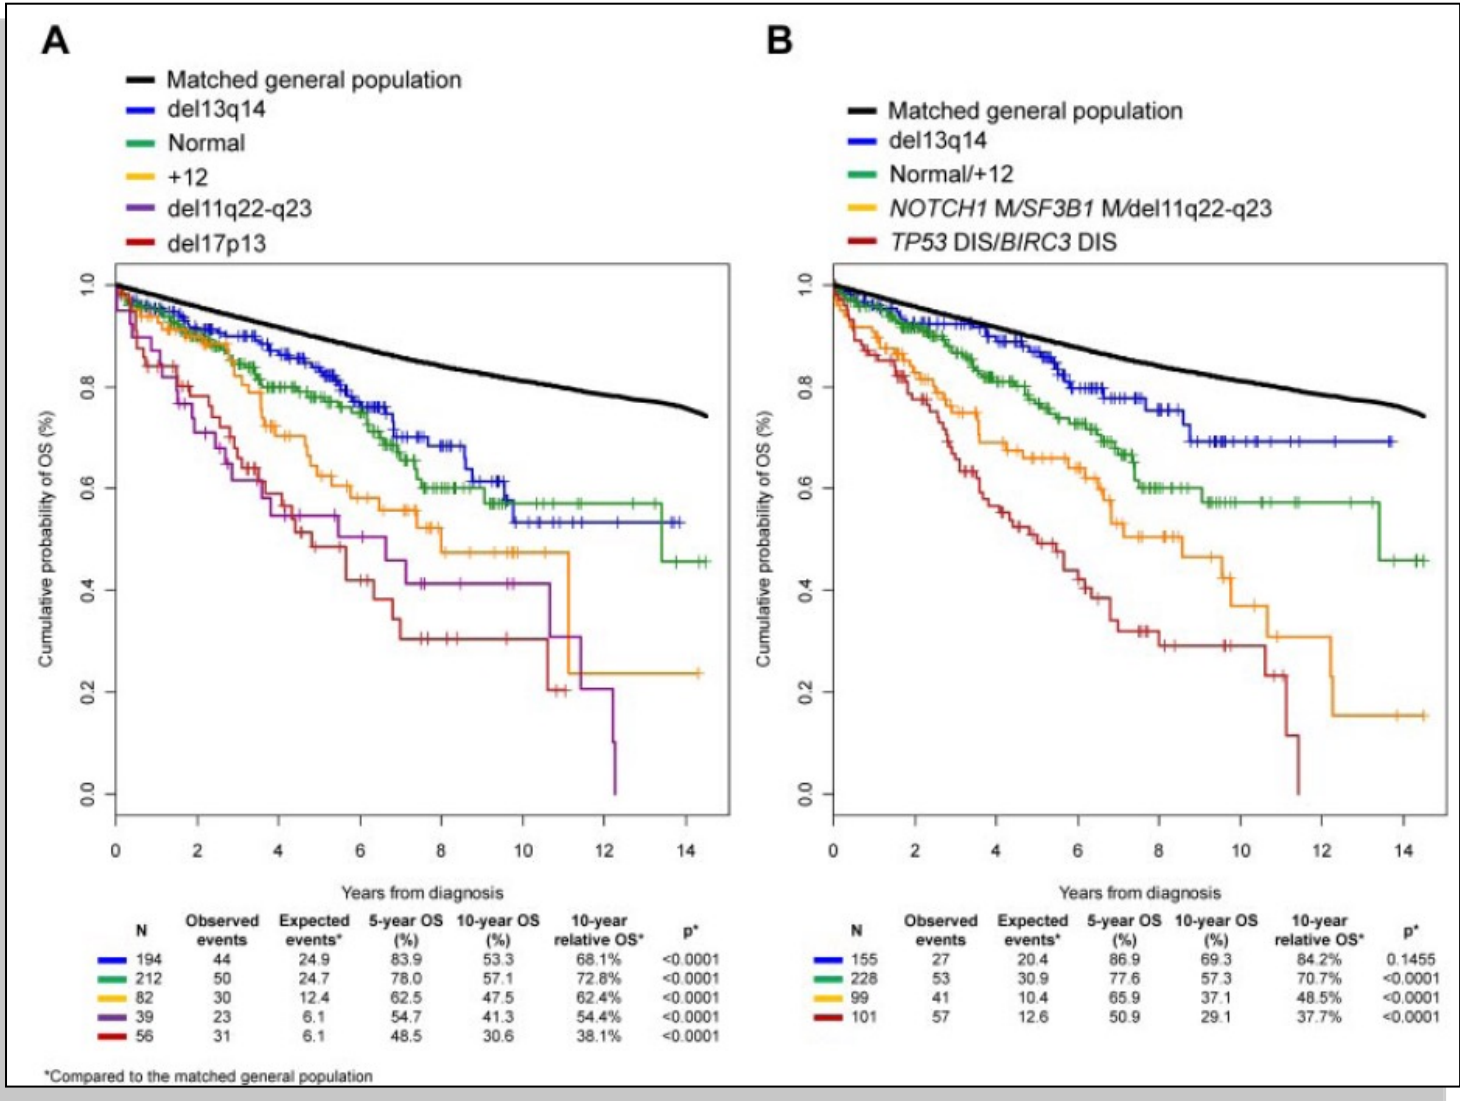 A
Matched general population
del13q14
Normal
+12
del11q22-q23
del17p13
Cumulative probability of OS (%)
1.0
0.8
0.6
0.4
0.2
0.0
0 2 4 6 8 10 12 14
Years from diagnosis
N Observed events Expected events* 5-year OS (%) 10-year OS (%) 10-year relative OS* p*
194 44 24.9 83.9 53.3 68.1% <0.0001
212 50 24.7 78.0 57.1 72.8% <0.0001
82 30 12.4 62.5 47.5 62.4% <0.0001
39 23 6.1 54.7 41.3 54.4% <0.0001
56 31 6.1 48.5 30.6 38.1% <0.0001
*Compared to the matched general population
B
Matched general population
del13q14
Normal/+12
NOTCH1 M/SF3B1 M/del11q22-q23
TP53 DIS/BIRC3 DIS
Cumulative probability of OS (%)
1.0
0.8
0.6
0.4
0.2
0.0
0 2 4 6 8 10 12 14
Years from diagnosis
N Observed events Expected events* 5-year OS (%) 10-year OS (%) 10-year relative OS* p*
155 27 20.4 86.9 69.3 84.2% 0.1455
228 53 30.9 77.6 57.3 70.7% <0.0001
99 41 10.4 65.9 37.1 48.5% <0.0001
101 57 12.6 50.9 29.1 37.7% <0.0001